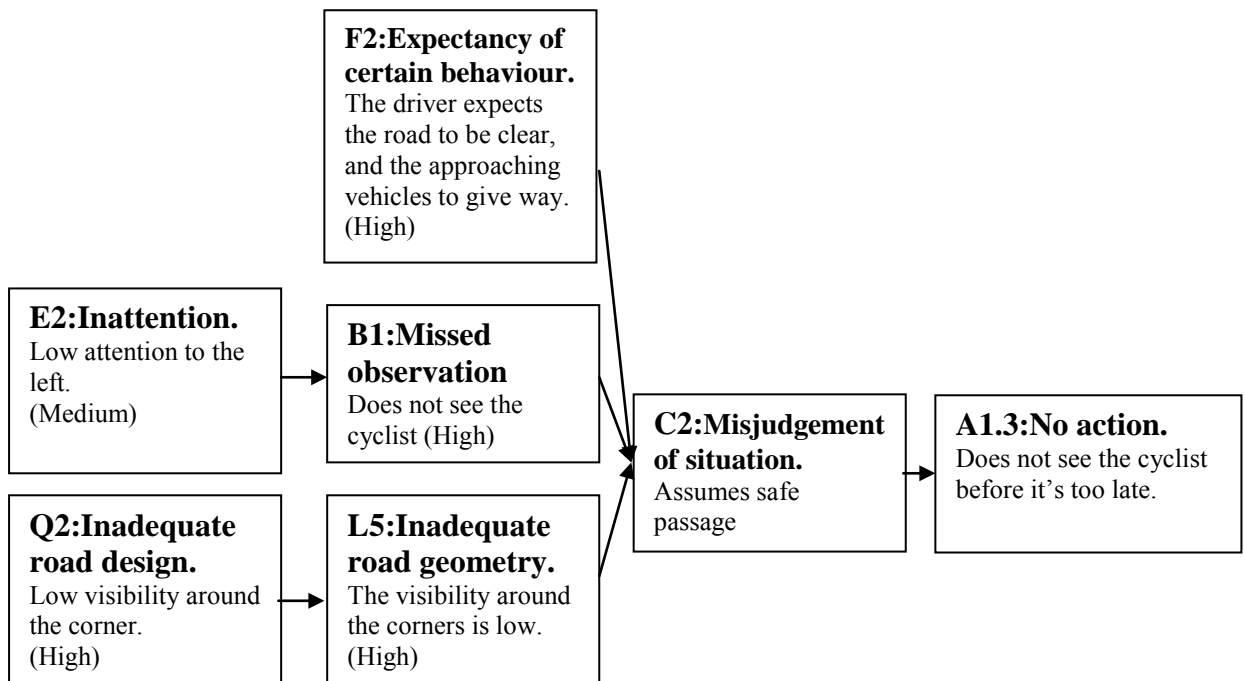 F2:Expectancy of
certain behaviour.
The driver expects
the road to be clear,
and the approaching
vehicles to give way.
(High)
E2:Inattention.
Low attention to the
left.
(Medium)
B1:Missed
observation
Does not see the
cyclist (High)
C2:Misjudgement
of situation.
Assumes safe
passage
A1.3:No action.
Does not see the cyclist
before it’s too late.
Q2:Inadequate
road design.
Low visibility around
the corner.
(High)
L5:Inadequate
road geometry.
The visibility around
the corners is low.
(High)